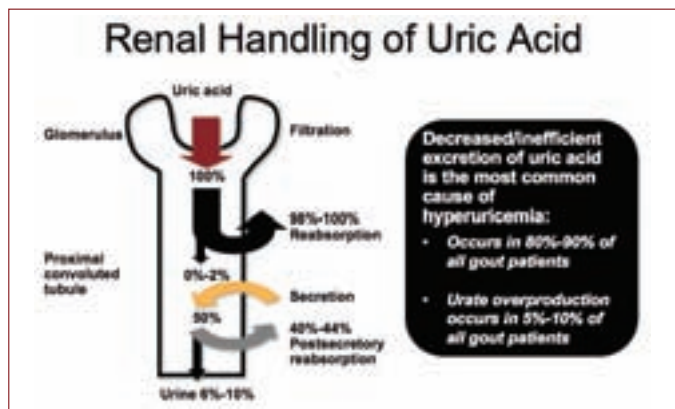 Renal Handling of Uric Acid
Uric acid
Glomerulus
Filtration
100%
98%-100%
Reabsorption
Proximal
convoluted
tubule
0%-2%
Secretion
50%
40%-44%
Postsecretory
reabsorption
Urine 6%-10%
Decreased/inefficient
excretion of uric acid
is the most common
cause of
hyperuricemia:
• Occurs in 80%-90% of
all gout patients
• Urate overproduction
occurs in 5%-10% of
all gout patients